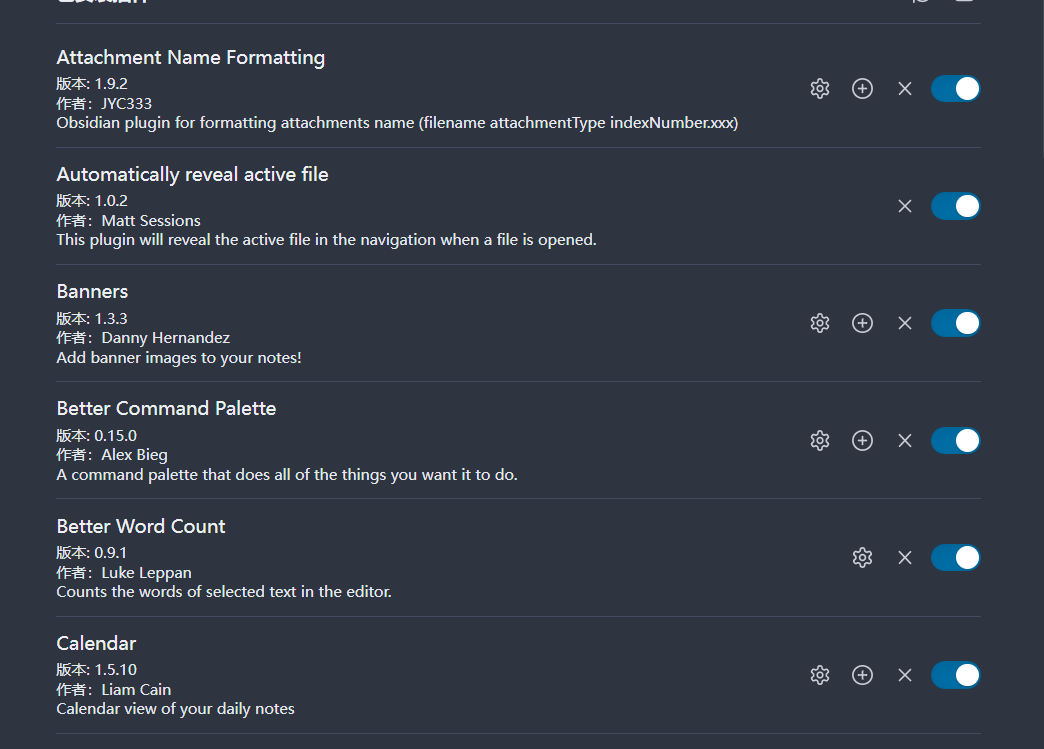 Attachment Name Formatting
版本: 1.9.2
作者：JYC333
Obsidian plugin for formatting attachments name (filename attachmentType indexNumber.xxx)
Automatically reveal active file
版本: 1.0.2
作者：Matt Sessions
This plugin will reveal the active file in the navigation when a file is opened.
Banners
版本: 1.3.3
作者：Danny Hernandez
Add banner images to your notes!
Better Command Palette
版本: 0.15.0
作者：Alex Bieg
A command palette that does all of the things you want it to do.
Better Word Count
版本: 0.9.1
作者：Luke Leppan
Counts the words of selected text in the editor.
Calendar
版本: 1.5.10
作者：Liam Cain
Calendar view of your daily notes